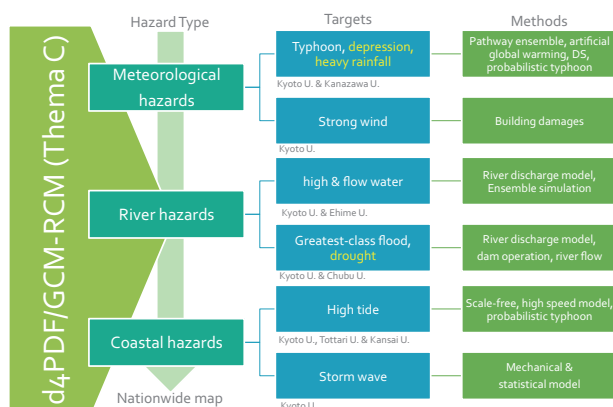 d4PDF/GCM-RCM (Thema C)
Hazard Type
Targets
Methods
Meteorological
hazards
Typhoon, depression,
heavy rainfall
Kyoto U. & Kanazawa U.
Pathway ensemble, artificial
global warming, DS,
probabilistic typhoon
Strong wind
Kyoto U.
Building damages
River hazards
high & flow water
Kyoto U. & Ehime U.
River discharge model,
Ensemble simulation
Greatest-class flood,
drought
Kyoto U. & Chubu U.
River discharge model,
dam operation, river flow
Coastal hazards
High tide
Kyoto U., Tottari U. & Kansai U.
Scale-free, high speed model,
probabilistic typhoon
Storm wave
Kyoto U.
Mechanical &
statistical model
Nationwide map